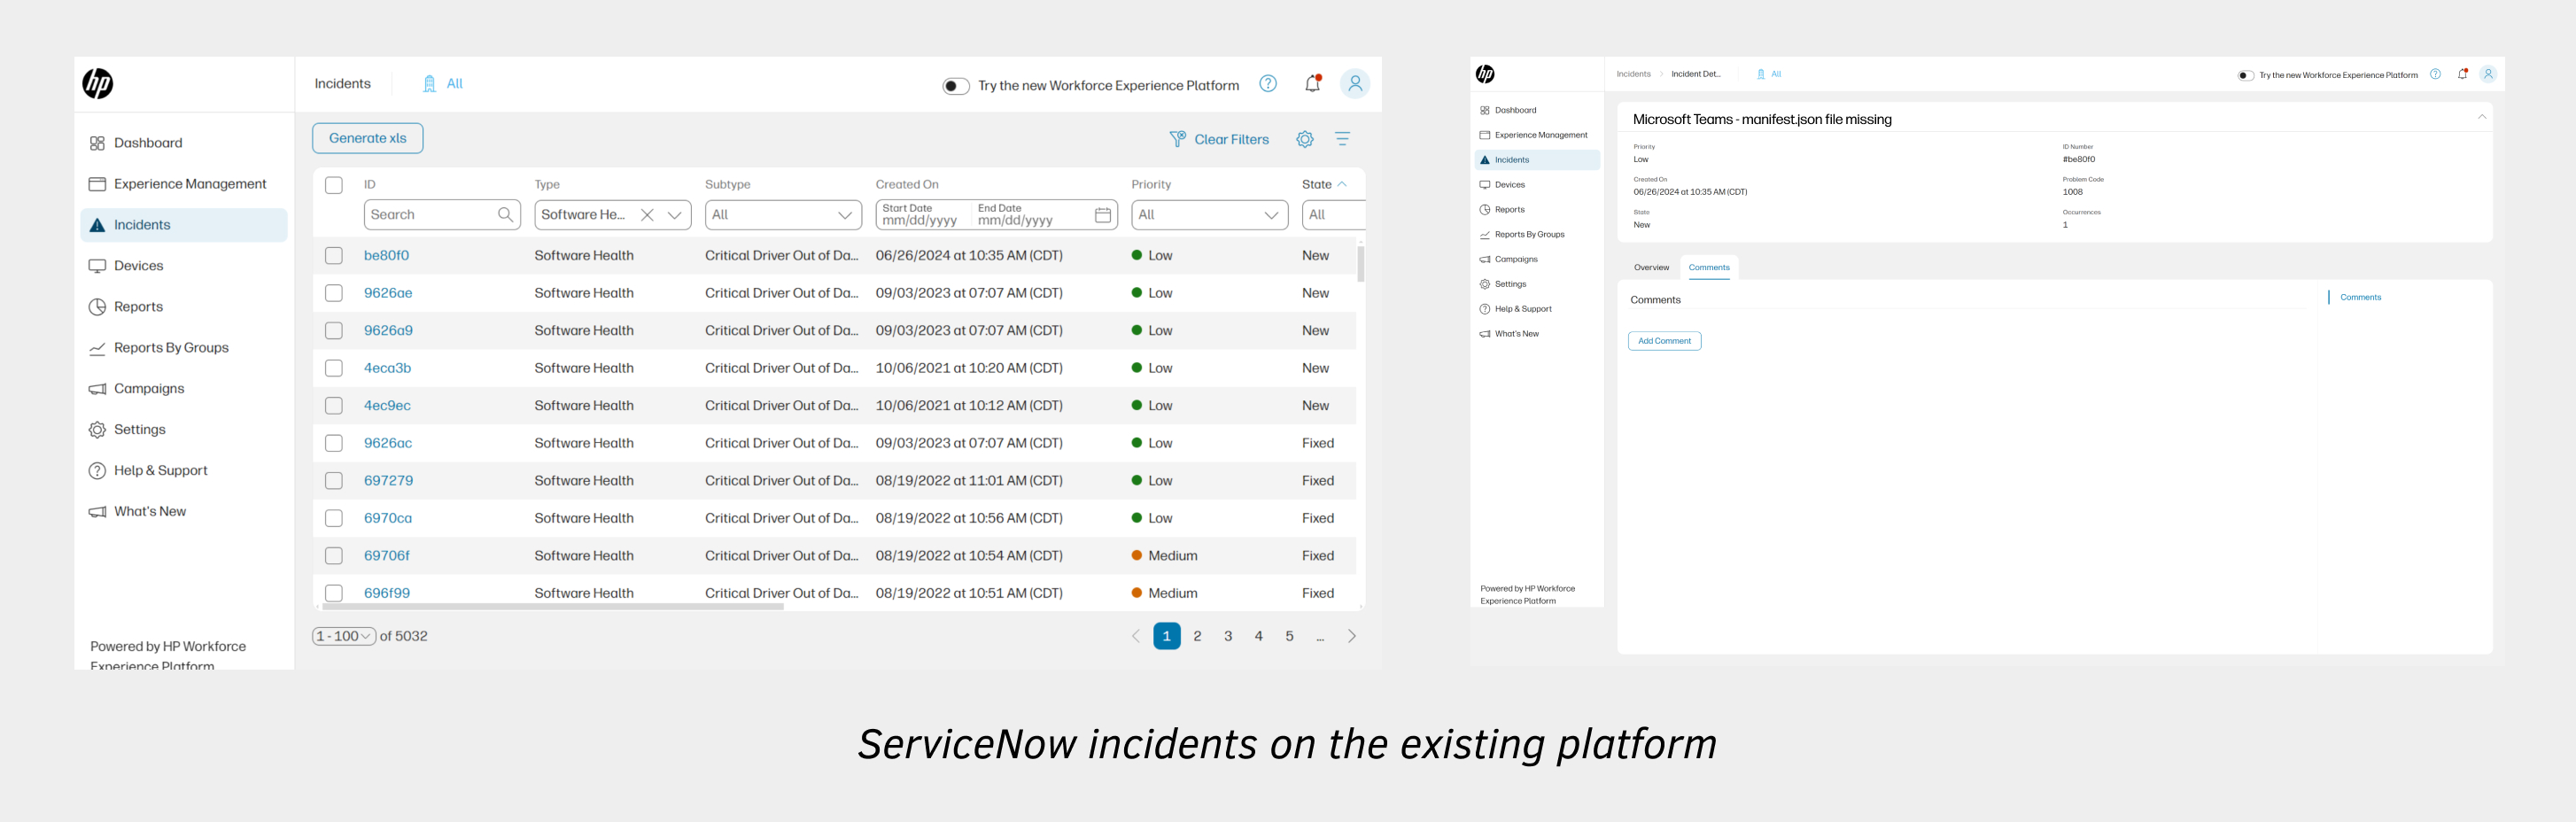 hp
Incidents All Try the new Workforce Experience Platform
Dashboard
Experience Management
Incidents
Devices
Reports
Reports By Groups
Campaigns
Settings
Help & Support
What's New
Powered by HP Workforce
Experience Platform
Generate xls Clear Filters
ID Type Subtype Created On Priority State
Search Software He... All Start Date mm/dd/yyyy End Date mm/dd/yyyy All All
be80f0 Software Health Critical Driver Out of Da... 06/26/2024 at 10:35 AM (CDT) Low New
9626ae Software Health Critical Driver Out of Da... 09/03/2023 at 07:07 AM (CDT) Low New
9626a9 Software Health Critical Driver Out of Da... 09/03/2023 at 07:07 AM (CDT) Low New
4eca3b Software Health Critical Driver Out of Da... 10/06/2021 at 10:20 AM (CDT) Low New
4ec9ec Software Health Critical Driver Out of Da... 10/06/2021 at 10:12 AM (CDT) Low New
9626ac Software Health Critical Driver Out of Da... 09/03/2023 at 07:07 AM (CDT) Low Fixed
697279 Software Health Critical Driver Out of Da... 08/19/2022 at 11:01 AM (CDT) Low Fixed
6970ca Software Health Critical Driver Out of Da... 08/19/2022 at 10:56 AM (CDT) Low Fixed
69706f Software Health Critical Driver Out of Da... 08/19/2022 at 10:54 AM (CDT) Medium Fixed
696f99 Software Health Critical Driver Out of Da... 08/19/2022 at 10:51 AM (CDT) Medium Fixed
1 - 100 of 5032 1 2 3 4 5 ...
hp
Incidents Incident Det... All Try the new Workforce Experience Platform
Dashboard
Experience Management
Incidents
Devices
Reports
Reports By Groups
Campaigns
Settings
Help & Support
What's New
Powered by HP Workforce
Experience Platform
Microsoft Teams - manifest.json file missing
Priority ID Number
Low #be80f0
Created On Problem Code
06/26/2024 at 10:35 AM (CDT) 1008
State Occurrences
New 1
Overview Comments
Comments Comments
Add Comment
ServiceNow incidents on the existing platform